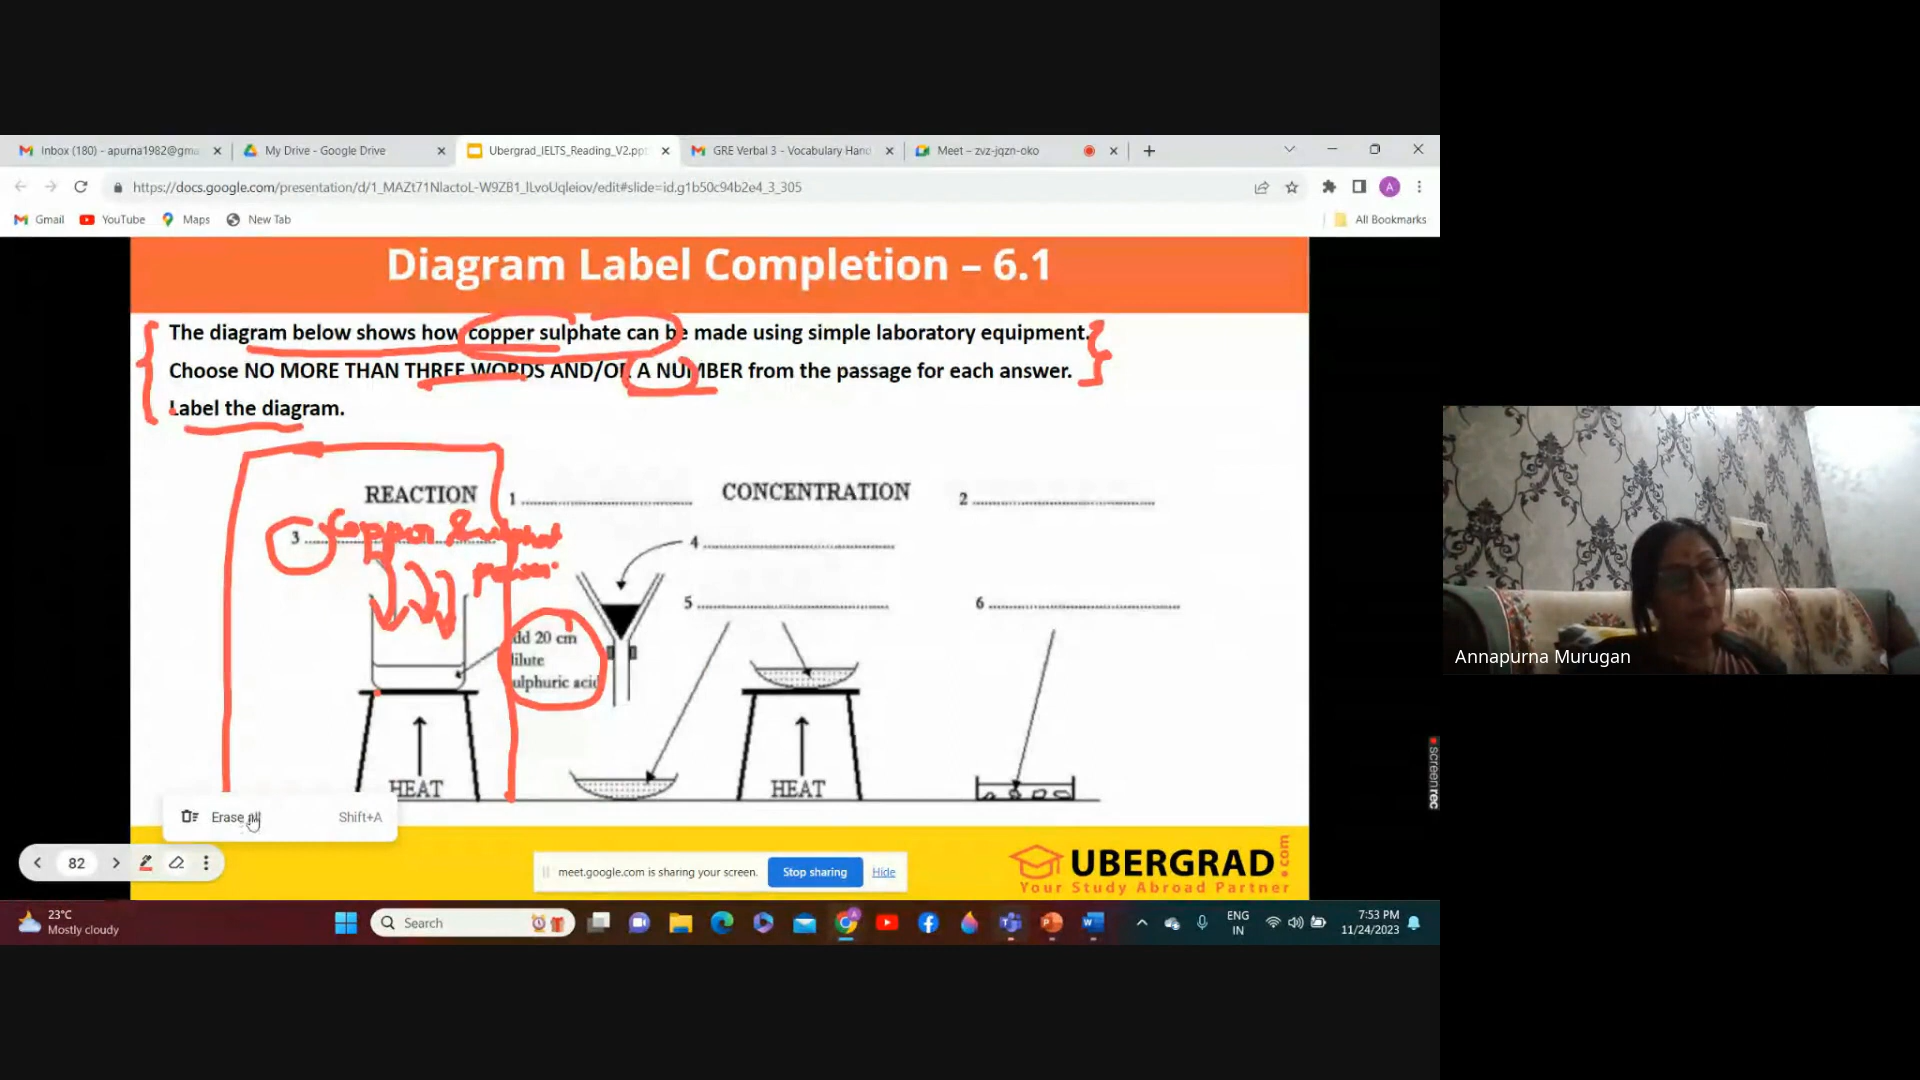 Inbox (180) - apurna1982@gma
My Drive - Google Drive
Ubergrad_IELTS_Reading_V2.ppt
GRE Verbal 3 - Vocabulary Hand
Meet – zvz-jqzn-oko
https://docs.google.com/presentation/d/1_MAZt71NlactoL-W9ZB1_lLvoUqleiov/edit#slide=id.g1b50c94b2e4_3_305
A
Gmail
YouTube
Maps
New Tab
All Bookmarks
Diagram Label Completion – 6.1
The diagram below shows how copper sulphate can be made using simple laboratory equipment.
Choose NO MORE THAN THREE WORDS AND/OR A NUMBER from the passage for each answer.
Label the diagram.
REACTION
1
CONCENTRATION
2
3
4
5
6
dd 20 cm
dilute
sulphuric acid
HEAT
HEAT
Erase all
Shift+A
82
meet.google.com is sharing your screen.
Stop sharing
Hide
UBERGRAD.com
Your Study Abroad Partner
screenrec
Annapurna Murugan
23°C
Mostly cloudy
Search
ENG
IN
7:53 PM
11/24/2023